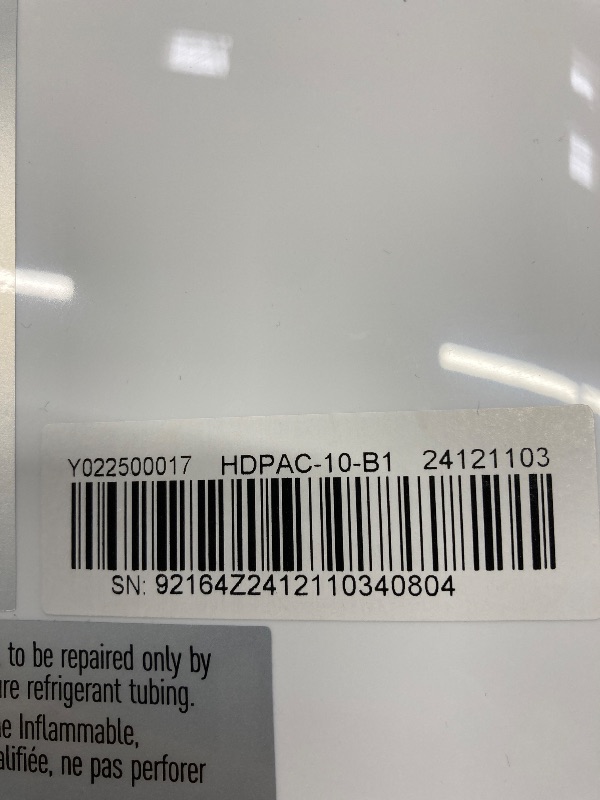 Y022500017 HDPAC-10-B1 24121103
SN: 92164Z2412110340804
to be repaired only by
refrigerant tubing.
Inflammable,
ne pas perforer